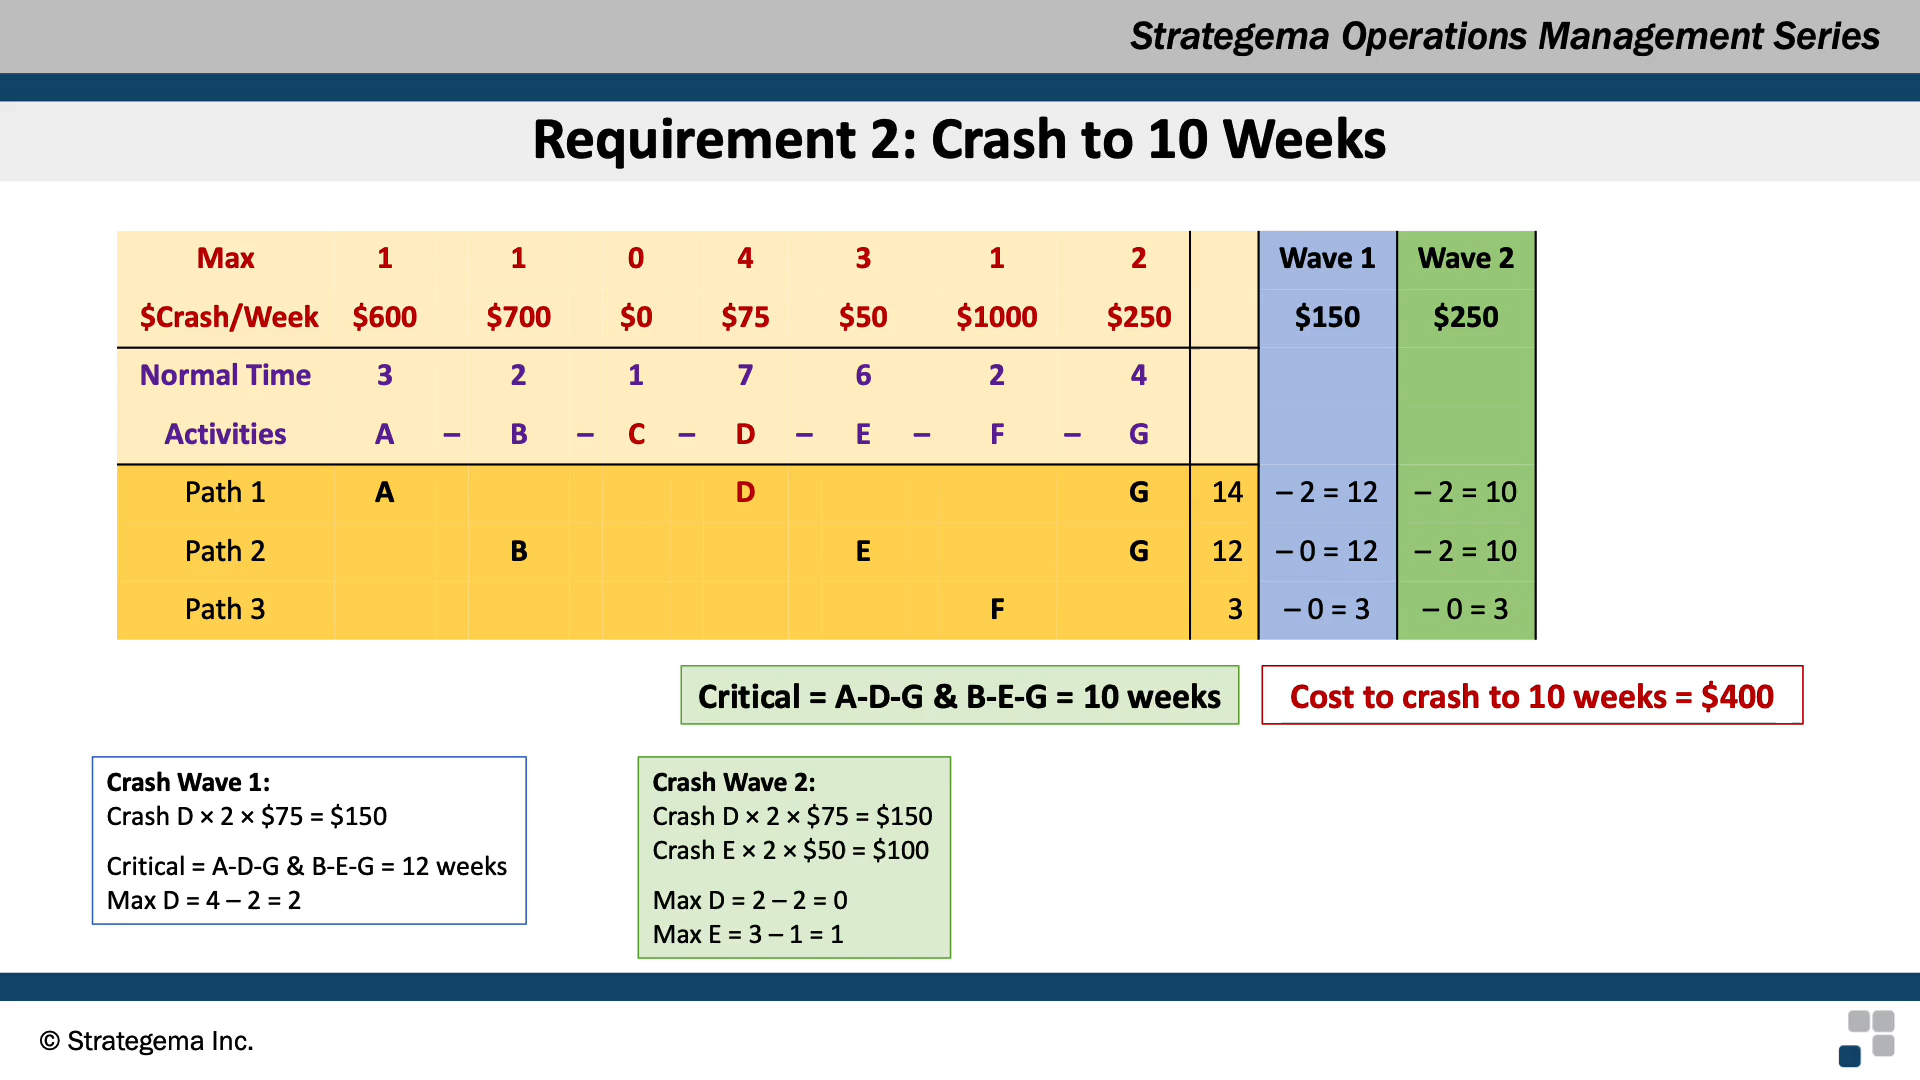 Strategema Operations Management Series
Requirement 2: Crash to 10 Weeks
Max 1 1 0 4 3 1 2 Wave 1 Wave 2
$Crash/Week $600 $700 $0 $75 $50 $1000 $250 $150 $250
Normal Time 3 2 1 7 6 2 4
Activities A – B – C – D – E – F – G
Path 1 A D G 14 – 2 = 12 – 2 = 10
Path 2 B E G 12 – 0 = 12 – 2 = 10
Path 3 F 3 – 0 = 3 – 0 = 3
Critical = A-D-G & B-E-G = 10 weeks
Cost to crash to 10 weeks = $400
Crash Wave 1:
Crash D × 2 × $75 = $150
Critical = A-D-G & B-E-G = 12 weeks
Max D = 4 – 2 = 2
Crash Wave 2:
Crash D × 2 × $75 = $150
Crash E × 2 × $50 = $100
Max D = 2 – 2 = 0
Max E = 3 – 1 = 1
© Strategema Inc.